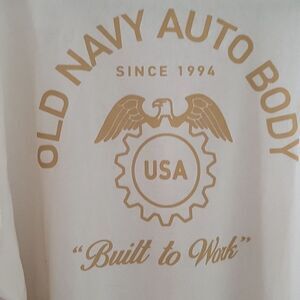 OLD NAVY AUTO BODY
SINCE 1994
USA
"Built to Work"